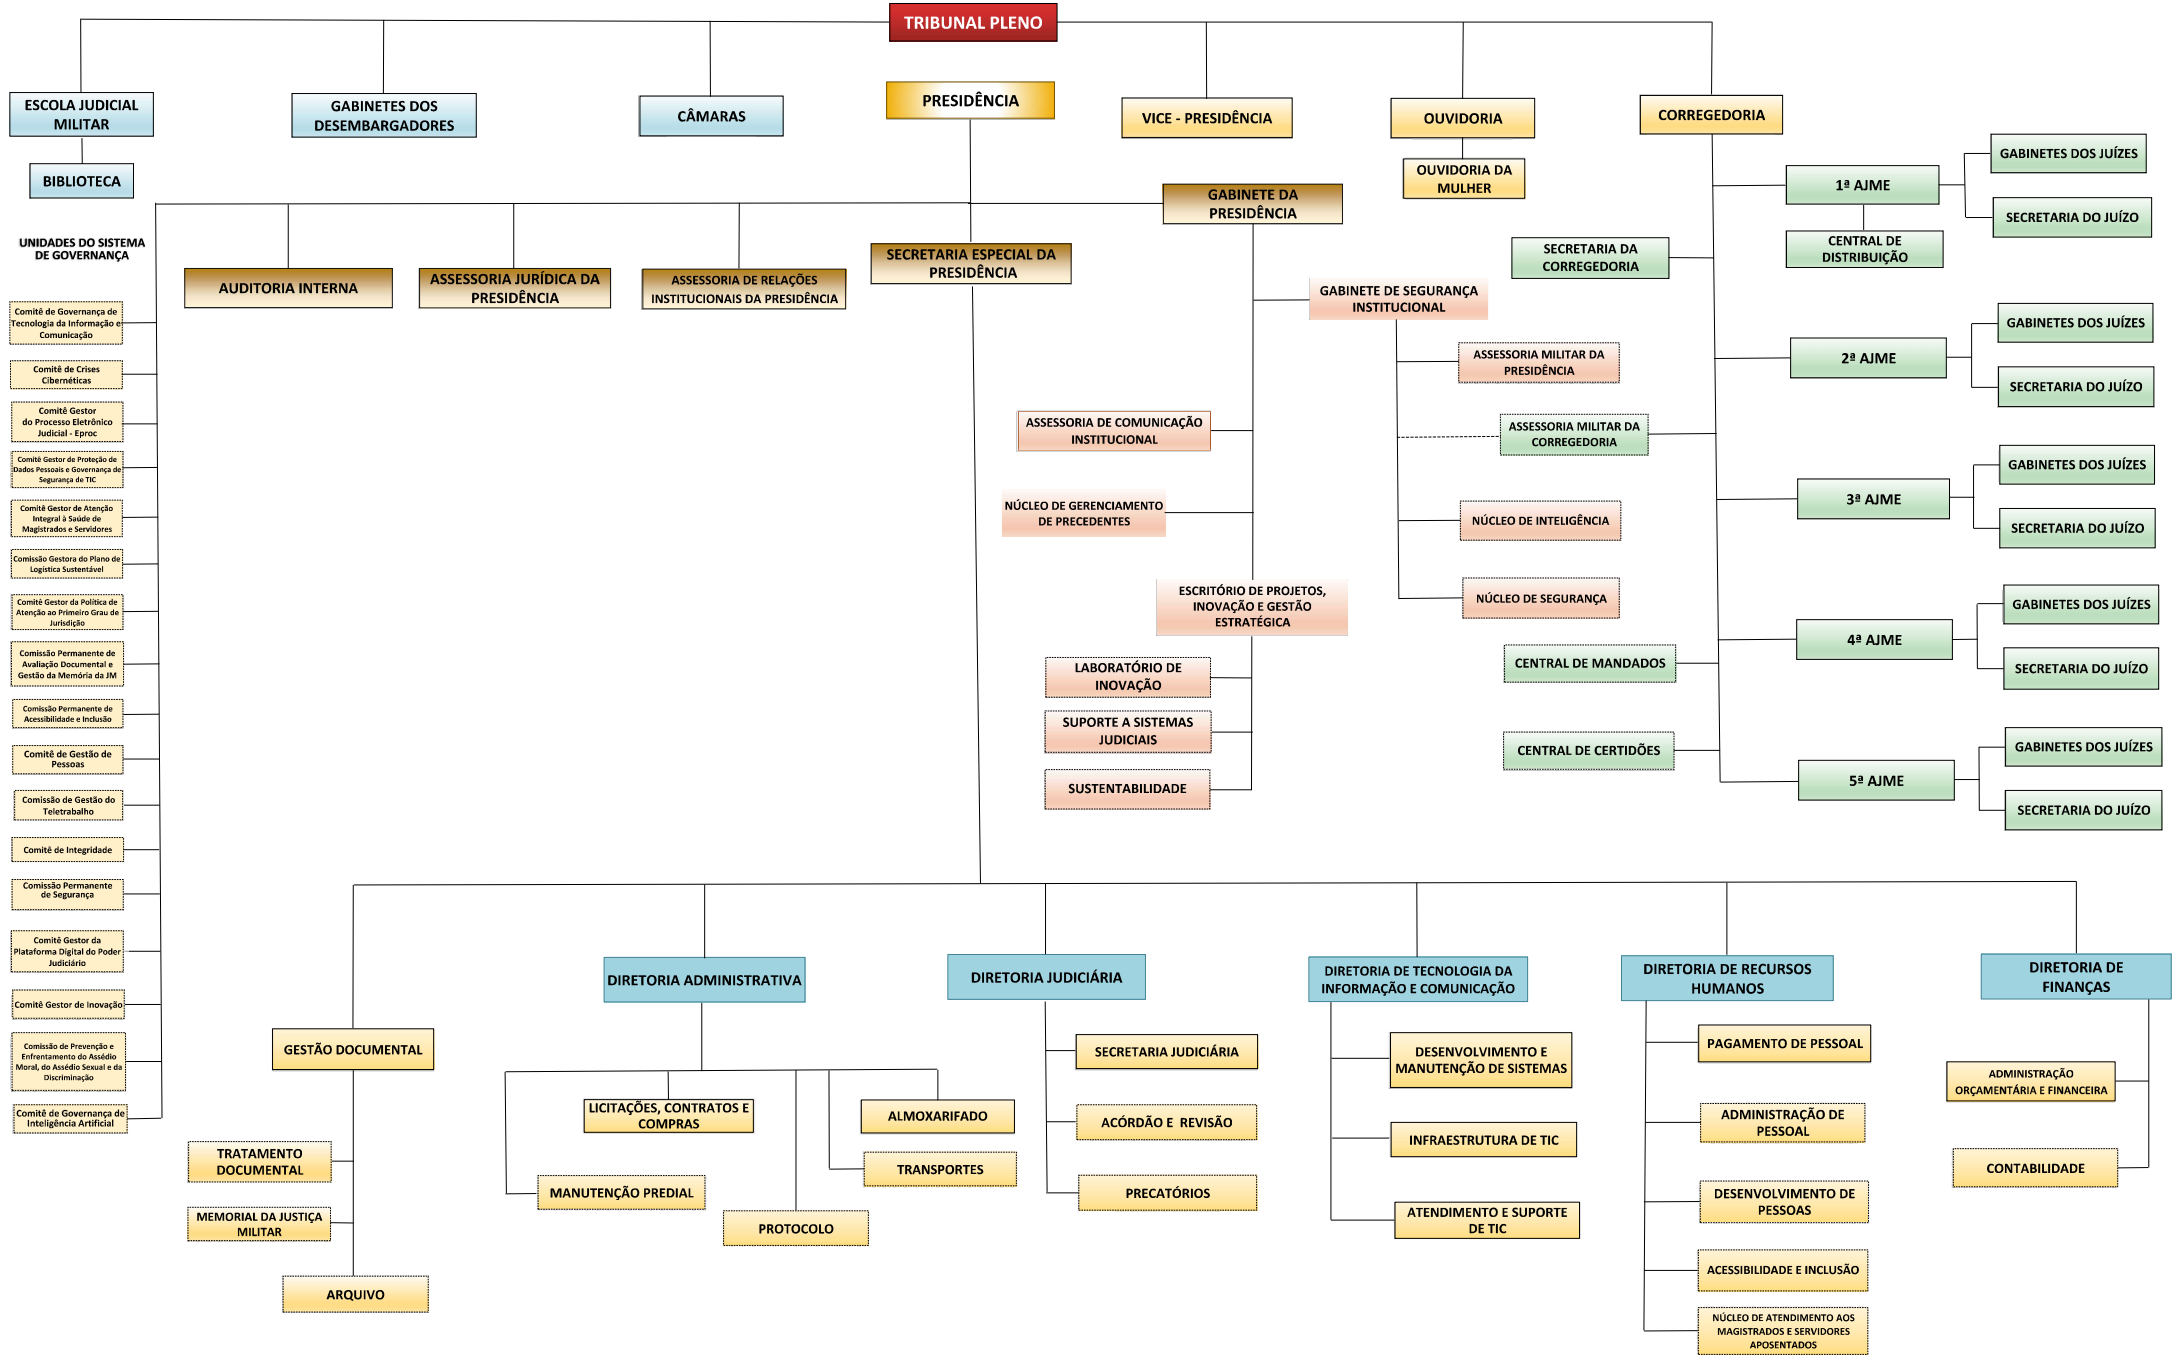 TRIBUNAL PLENO
ESCOLA JUDICIAL
MILITAR
GABINETES DOS
DESEMBARGADORES
CÂMARAS
PRESIDÊNCIA
VICE - PRESIDÊNCIA
OUVIDORIA
CORREGEDORIA
BIBLIOTECA
OUVIDORIA DA
MULHER
GABINETE DA
PRESIDÊNCIA
1ª AJME
GABINETES DOS JUÍZES
SECRETARIA DO JUÍZO
CENTRAL DE
DISTRIBUIÇÃO
UNIDADES DO SISTEMA
DE GOVERNANÇA
AUDITORIA INTERNA
ASSESSORIA JURÍDICA DA
PRESIDÊNCIA
ASSESSORIA DE RELAÇÕES
INSTITUCIONAIS DA PRESIDÊNCIA
SECRETARIA ESPECIAL DA
PRESIDÊNCIA
SECRETARIA DA
CORREGEDORIA
GABINETE DE SEGURANÇA
INSTITUCIONAL
ASSESSORIA MILITAR DA
PRESIDÊNCIA
ASSESSORIA MILITAR DA
CORREGEDORIA
NÚCLEO DE INTELIGÊNCIA
NÚCLEO DE SEGURANÇA
ASSESSORIA DE COMUNICAÇÃO
INSTITUCIONAL
NÚCLEO DE GERENCIAMENTO
DE PRECEDENTES
ESCRITÓRIO DE PROJETOS,
INOVAÇÃO E GESTÃO
ESTRATÉGICA
LABORATÓRIO DE
INOVAÇÃO
SUPORTE A SISTEMAS
JUDICIAIS
SUSTENTABILIDADE
CENTRAL DE MANDADOS
CENTRAL DE CERTIDÕES
2ª AJME
GABINETES DOS JUÍZES
SECRETARIA DO JUÍZO
3ª AJME
GABINETES DOS JUÍZES
SECRETARIA DO JUÍZO
4ª AJME
GABINETES DOS JUÍZES
SECRETARIA DO JUÍZO
5ª AJME
GABINETES DOS JUÍZES
SECRETARIA DO JUÍZO
Comitê de Governança de
Tecnologia da Informação e
Comunicação
Comitê de Crises
Cibernéticas
Comitê Gestor
do Processo Eletrônico
Judicial - Eproc
Comitê Gestor de Proteção de
Dados Pessoais e Governança de
Segurança de TIC
Comitê Gestor de Atenção
Integral à Saúde de
Magistrados e Servidores
Comissão Gestora do Plano de
Logística Sustentável
Comitê Gestor da Política de
Atenção ao Primeiro Grau de
Jurisdição
Comissão Permanente de
Avaliação Documental e
Gestão da Memória da JM
Comissão Permanente de
Acessibilidade e Inclusão
Comitê de Gestão de
Pessoas
Comissão de Gestão do
Teletrabalho
Comitê de Integridade
Comissão Permanente
de Segurança
Comitê Gestor da
Plataforma Digital do Poder
Judiciário
Comitê Gestor de Inovação
Comissão de Prevenção e
Enfrentamento do Assédio
Moral, do Assédio Sexual e da
Discriminação
Comitê de Governança de
Inteligência Artificial
GESTÃO DOCUMENTAL
TRATAMENTO
DOCUMENTAL
MEMORIAL DA JUSTIÇA
MILITAR
ARQUIVO
DIRETORIA ADMINISTRATIVA
LICITAÇÕES, CONTRATOS E
COMPRAS
ALMOXARIFADO
TRANSPORTES
MANUTENÇÃO PREDIAL
PROTOCOLO
DIRETORIA JUDICIÁRIA
SECRETARIA JUDICIÁRIA
ACÓRDÃO E REVISÃO
PRECATÓRIOS
DIRETORIA DE TECNOLOGIA DA
INFORMAÇÃO E COMUNICAÇÃO
DESENVOLVIMENTO E
MANUTENÇÃO DE SISTEMAS
INFRAESTRUTURA DE TIC
ATENDIMENTO E SUPORTE
DE TIC
DIRETORIA DE RECURSOS
HUMANOS
PAGAMENTO DE PESSOAL
ADMINISTRAÇÃO DE
PESSOAL
DESENVOLVIMENTO DE
PESSOAS
ACESSIBILIDADE E INCLUSÃO
NÚCLEO DE ATENDIMENTO AOS
MAGISTRADOS E SERVIDORES
APOSENTADOS
DIRETORIA DE
FINANÇAS
ADMINISTRAÇÃO
ORÇAMENTÁRIA E FINANCEIRA
CONTABILIDADE